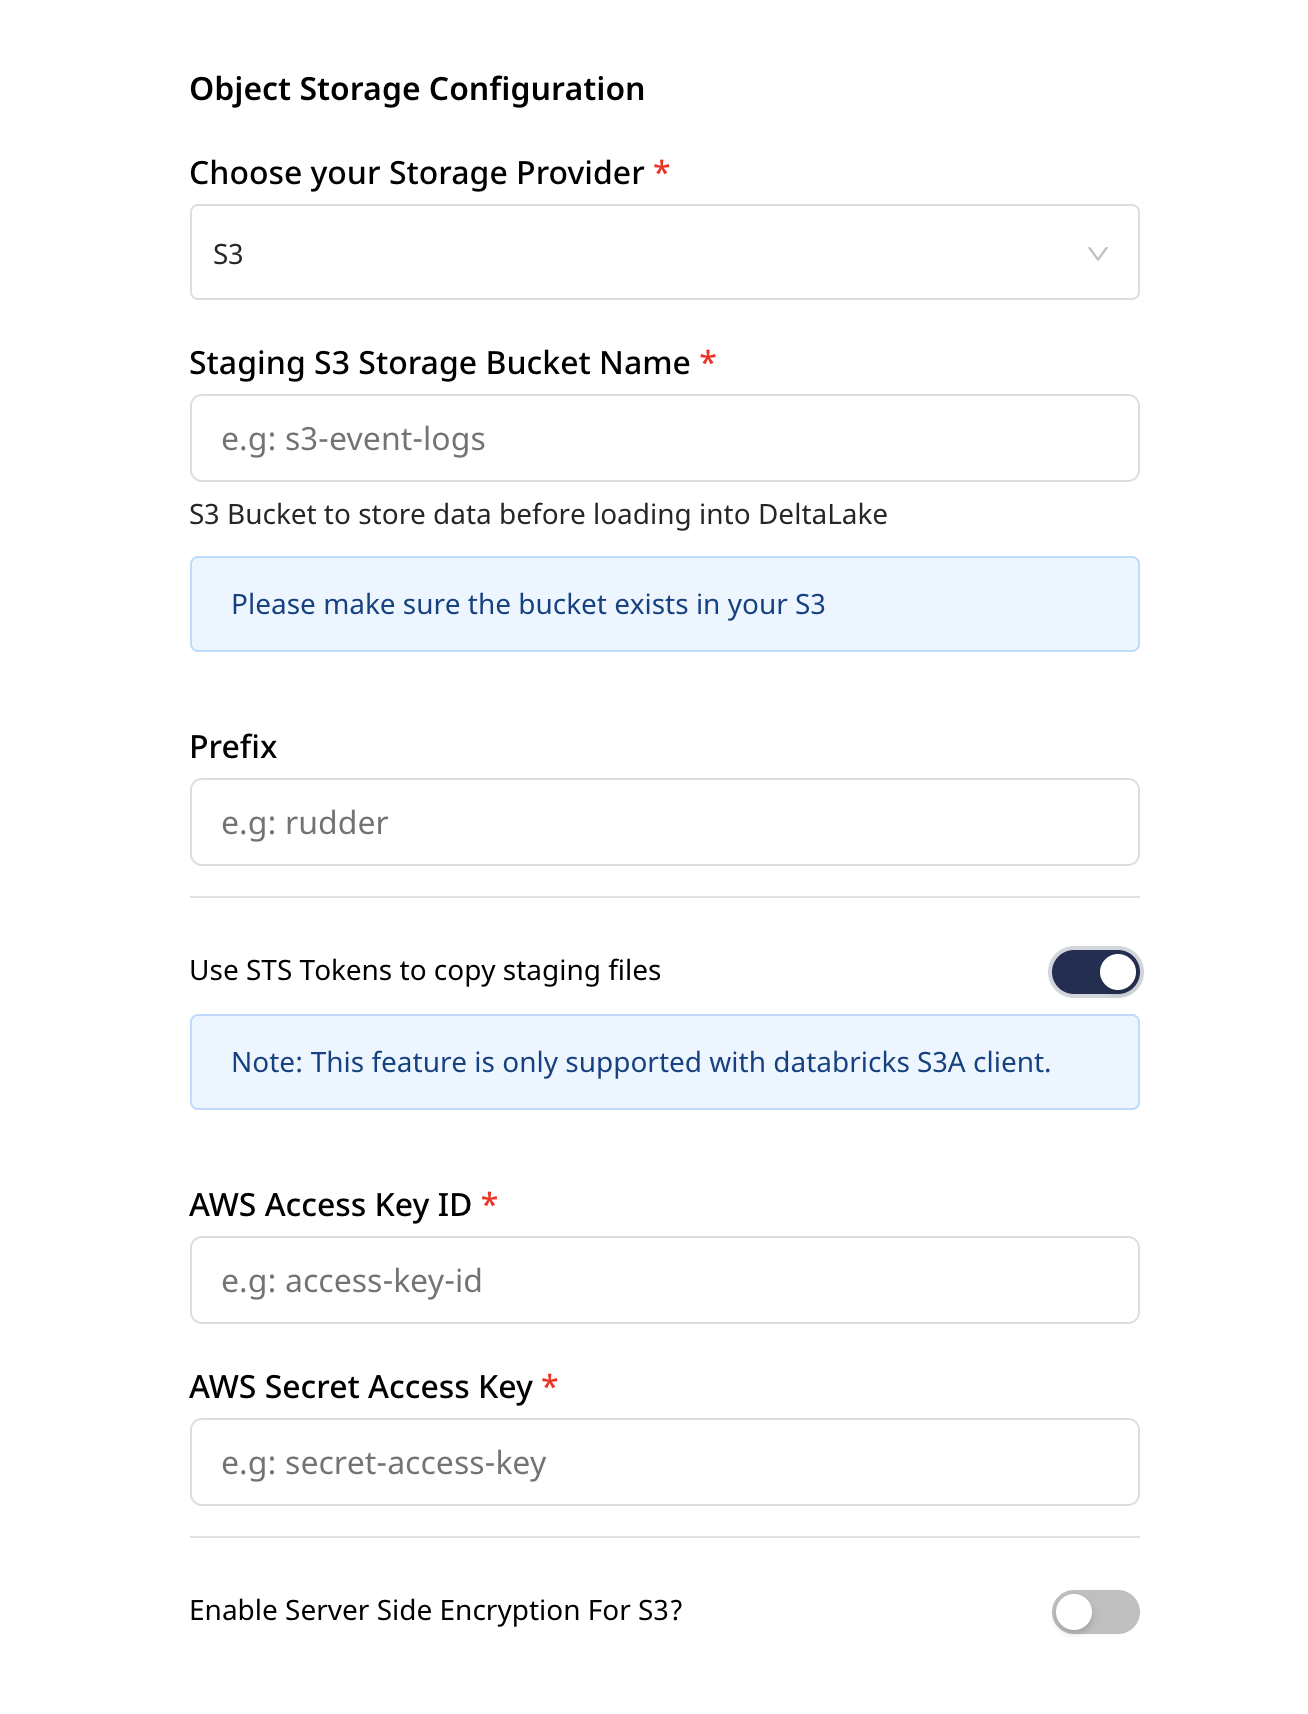 Object Storage Configuration
Choose your Storage Provider *
S3
Staging S3 Storage Bucket Name *
e.g: s3-event-logs
S3 Bucket to store data before loading into DeltaLake
Please make sure the bucket exists in your S3
Prefix
e.g: rudder
Use STS Tokens to copy staging files
Note: This feature is only supported with databricks S3A client.
AWS Access Key ID *
e.g: access-key-id
AWS Secret Access Key *
e.g: secret-access-key
Enable Server Side Encryption For S3?